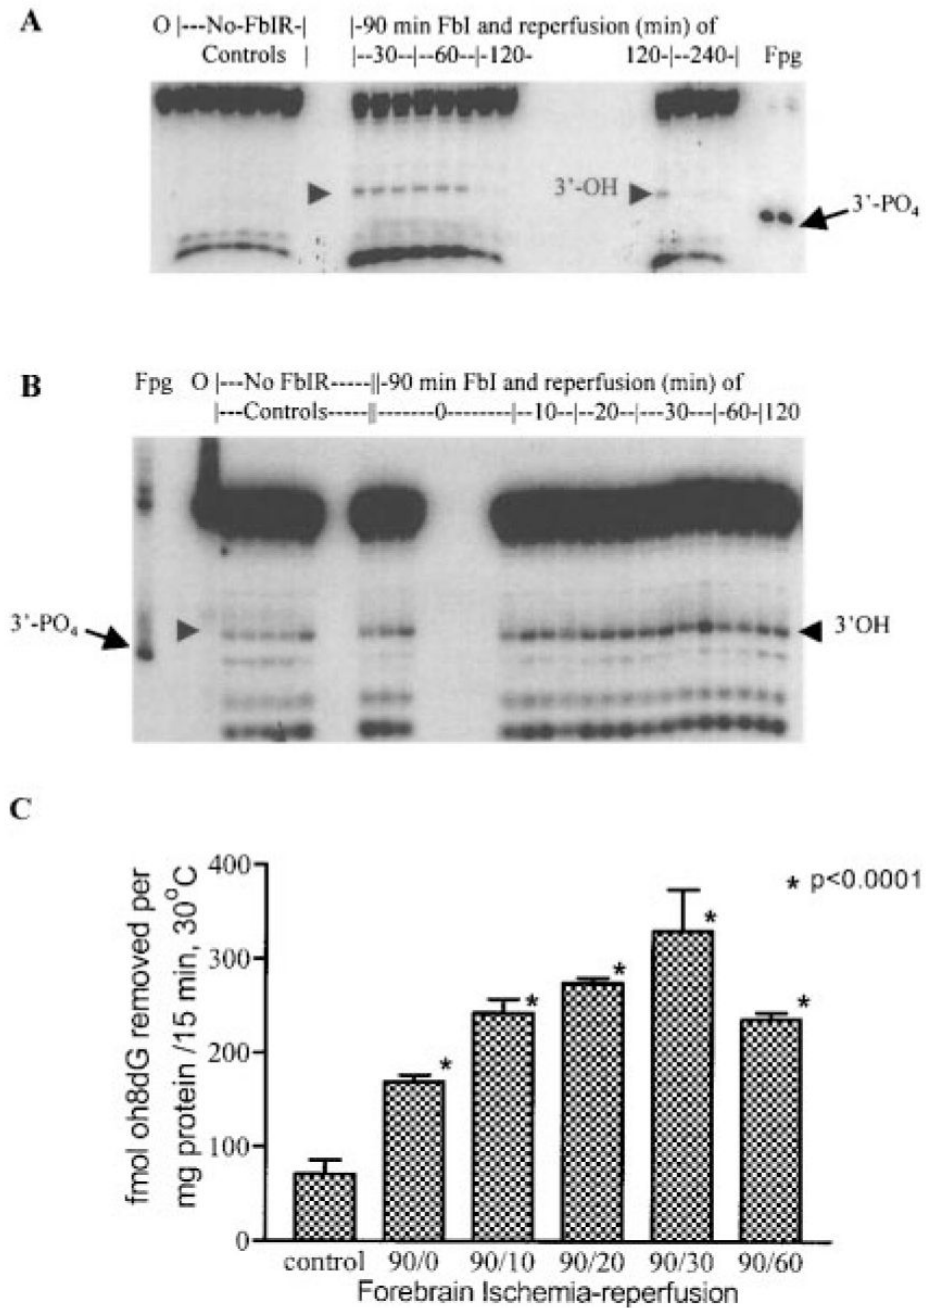 A
O |---No-FbIR-| |-90 min FbI and reperfusion (min) of
Controls | |--30--|--60--|-120- 120-|--240-| Fpg
3'-OH
3'-PO4
B
Fpg O |---No FbIR-----||-90 min FbI and reperfusion (min) of
|---Controls-----||-------0--------|--10--|--20--|---30---|-60-|120
3'-PO4
3'OH
C
* p<0.0001
fmol oh8dG removed per
mg protein /15 min, 30°C
400
300
200
100
0
* * * * *
control 90/0 90/10 90/20 90/30 90/60
Forebrain Ischemia-reperfusion